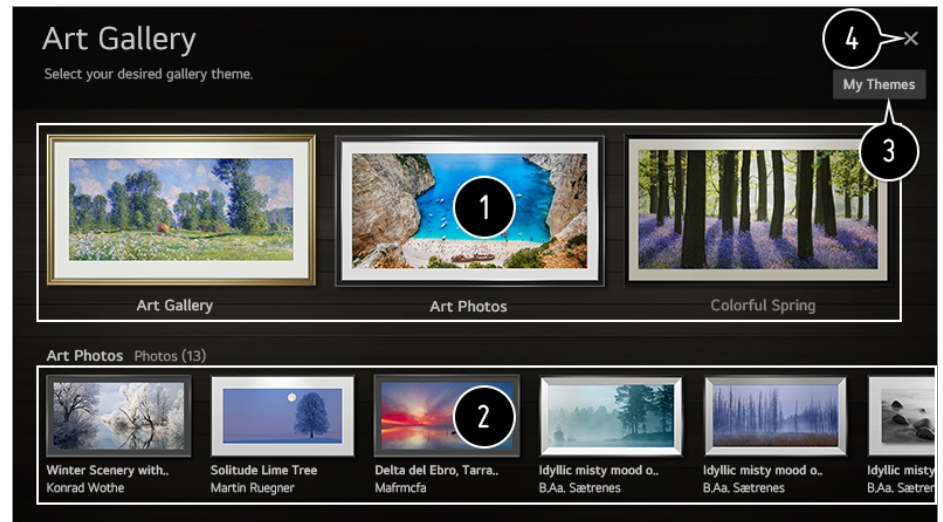 Art Gallery
4
×
Select your desired gallery theme.
My Themes
3
1
Art Gallery
Art Photos
Colorful Spring
Art Photos Photos (13)
2
Winter Scenery with..
Solitude Lime Tree
Delta del Ebro, Tarra..
Idyllic misty mood o..
Idyllic misty mood o..
Idyllic misty
Konrad Wothe
Martin Ruegner
Mafrmcfa
B.Aa. Sætrenes
B.Aa. Sætrenes
B.Aa. Sætren